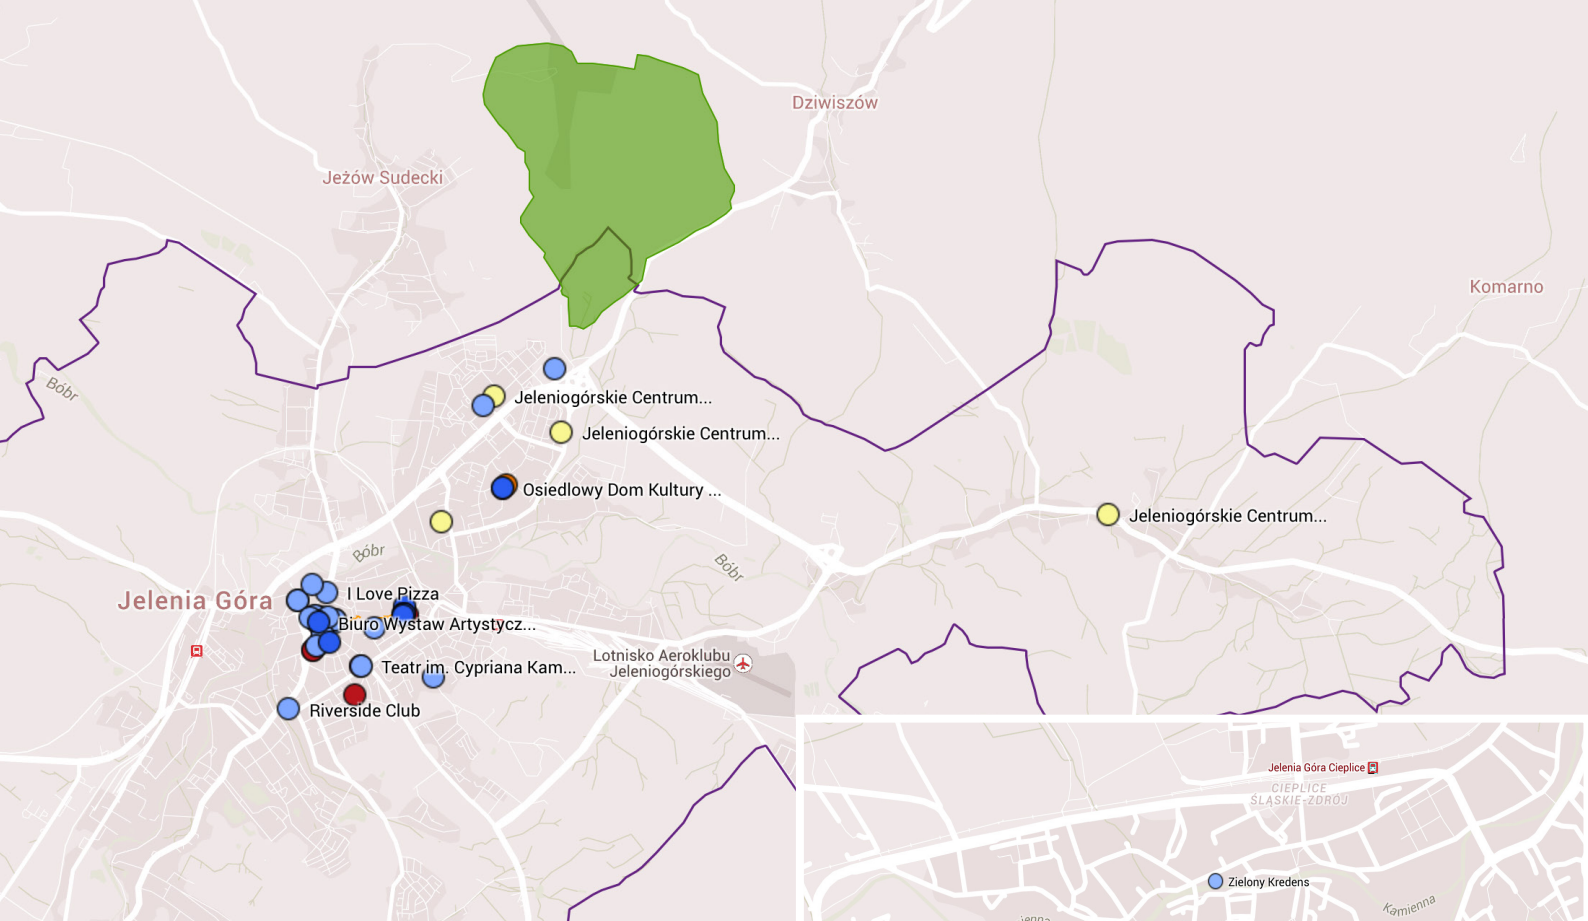 Dziwiszów
Jeżów Sudecki
Komarno
Bóbr
Jeleniogórskie Centrum...
Jeleniogórskie Centrum...
Osiedlowy Dom Kultury ...
Jeleniogórskie Centrum...
Bóbr
Bóbr
I Love Pizza
Jelenia Góra
Biuro Wystaw Artystycz...
Lotnisko Aeroklubu
Jeleniogórskiego
Teatr im. Cypriana Kam...
Riverside Club
Jelenia Góra Cieplice
CIEPLICE
ŚLĄSKIE-ZDRÓJ
Zielony Kredens
Kamienna